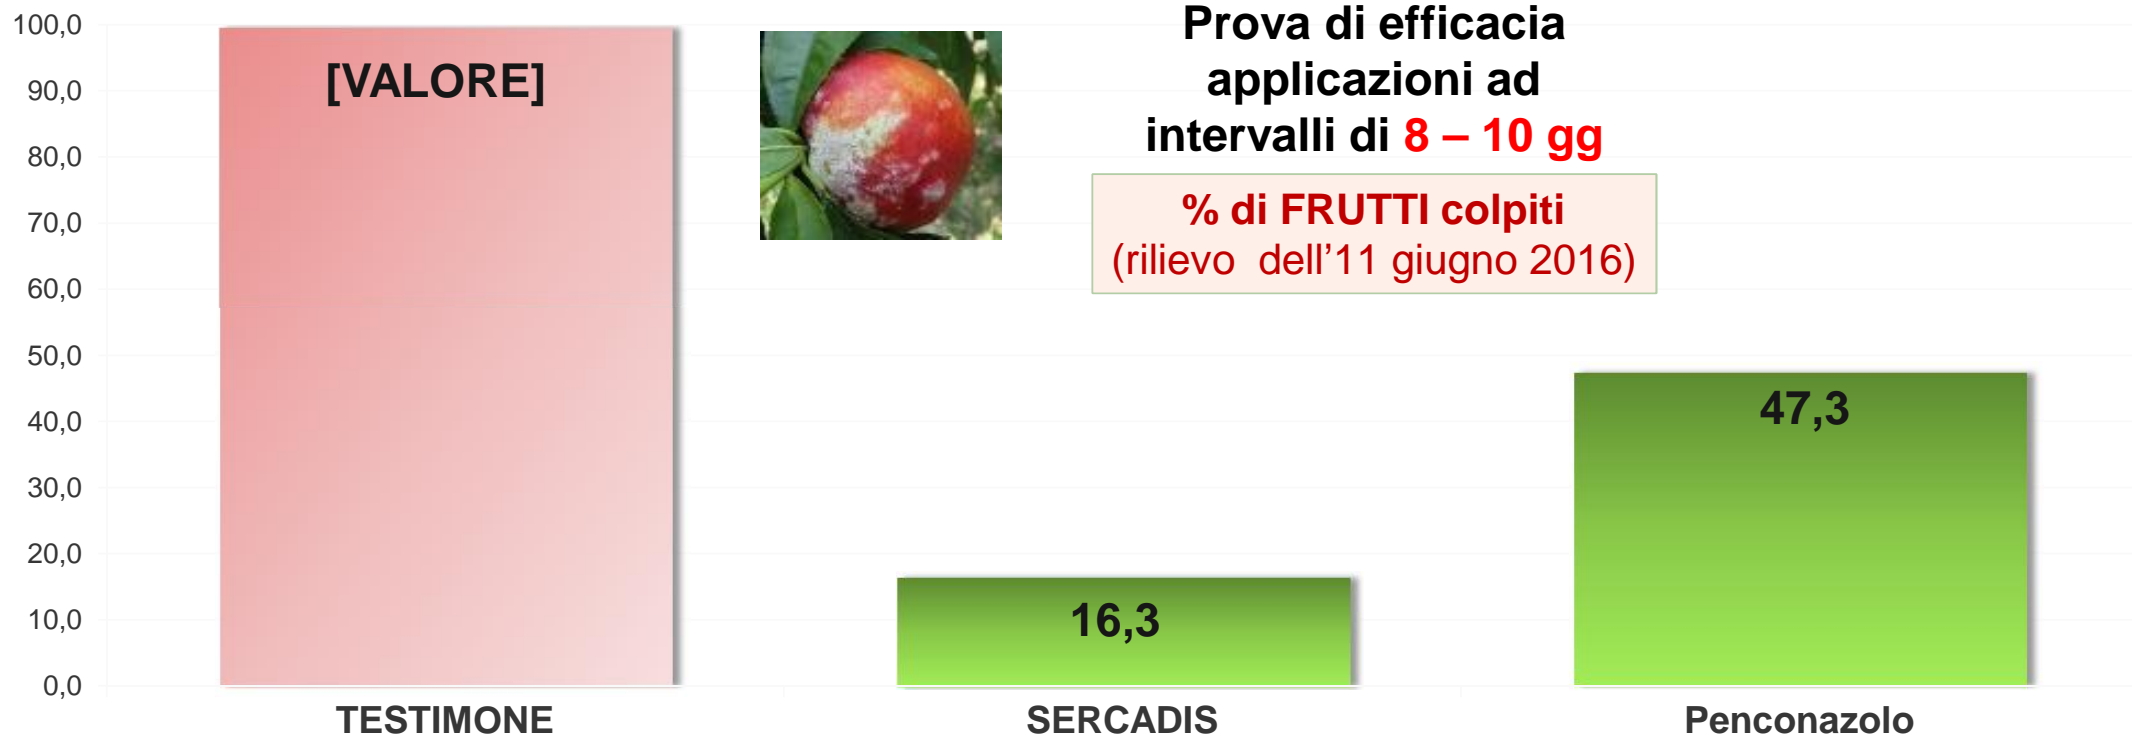 Prova di efficacia
applicazioni ad
intervalli di 8 – 10 gg
% di FRUTTI colpiti
(rilievo dell'11 giugno 2016)
100,0
90,0
80,0
70,0
60,0
50,0
40,0
30,0
20,0
10,0
0,0
[VALORE]
16,3
47,3
TESTIMONE
SERCADIS
Penconazolo